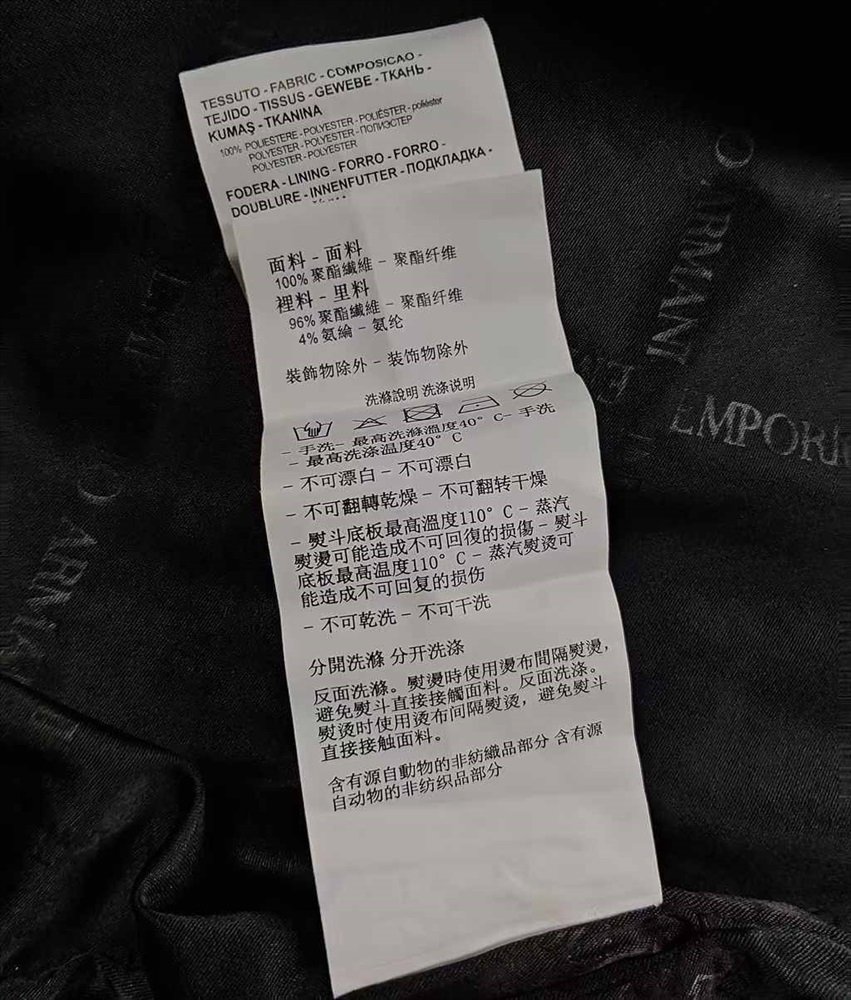 TESSUTO - FABRIC - COMPOSICAO -
TEJIDO - TISSUS - GEWEBE - ТКАНЬ -
KUMAŞ - TKANINA
100% POLIESTERE - POLYESTER - POLIÉSTER - poliéster
POLYESTER - POLYESTER - ПОЛИЭСТЕР
POLYESTER - POLYESTER
FODERA - LINING - FORRO - FORRO -
DOUBLURE - INNENFUTTER - ПОДКЛАДКА -
面料 - 面料
100% 聚酯纖維 - 聚酯纤维
裡料 - 里料
96% 聚酯纖維 - 聚酯纤维
4% 氨綸 - 氨纶
裝飾物除外 - 装饰物除外
洗滌說明 洗涤说明
- 手洗- 最高洗滌溫度40° C- 手洗
- 最高洗涤温度40° C
- 不可漂白 - 不可漂白
- 不可翻轉乾燥 - 不可翻转干燥
- 熨斗底板最高溫度110° C - 蒸汽
熨燙可能造成不可回復的損傷 - 熨斗
底板最高温度110° C - 蒸汽熨烫可
能造成不可回复的损伤
- 不可乾洗 - 不可干洗
分開洗滌 分开洗涤
反面洗滌。熨燙時使用燙布間隔熨燙，
避免熨斗直接接觸面料。反面洗涤。
熨烫时使用烫布间隔熨烫，避免熨斗
直接接触面料。
含有源自動物的非紡織品部分 含有源
自动物的非纺织品部分
O ARMANI
EMPORI
O ARMA